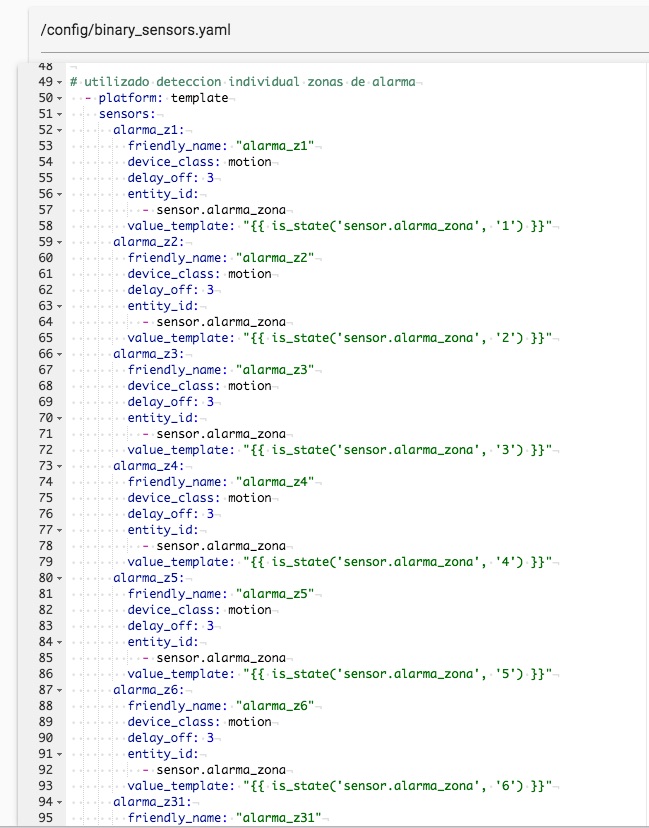 /config/binary_sensors.yaml
48
49 # utilizado deteccion individual zonas de alarma
50 - platform: template
51 sensors:
52 alarma_z1:
53 friendly_name: "alarma_z1"
54 device_class: motion
55 delay_off: 3
56 entity_id:
57 - sensor.alarma_zona
58 value_template: "{{ is_state('sensor.alarma_zona', '1') }}"
59 alarma_z2:
60 friendly_name: "alarma_z2"
61 device_class: motion
62 delay_off: 3
63 entity_id:
64 - sensor.alarma_zona
65 value_template: "{{ is_state('sensor.alarma_zona', '2') }}"
66 alarma_z3:
67 friendly_name: "alarma_z3"
68 device_class: motion
69 delay_off: 3
70 entity_id:
71 - sensor.alarma_zona
72 value_template: "{{ is_state('sensor.alarma_zona', '3') }}"
73 alarma_z4:
74 friendly_name: "alarma_z4"
75 device_class: motion
76 delay_off: 3
77 entity_id:
78 - sensor.alarma_zona
79 value_template: "{{ is_state('sensor.alarma_zona', '4') }}"
80 alarma_z5:
81 friendly_name: "alarma_z5"
82 device_class: motion
83 delay_off: 3
84 entity_id:
85 - sensor.alarma_zona
86 value_template: "{{ is_state('sensor.alarma_zona', '5') }}"
87 alarma_z6:
88 friendly_name: "alarma_z6"
89 device_class: motion
90 delay_off: 3
91 entity_id:
92 - sensor.alarma_zona
93 value_template: "{{ is_state('sensor.alarma_zona', '6') }}"
94 alarma_z31:
95 friendly_name: "alarma_z31"